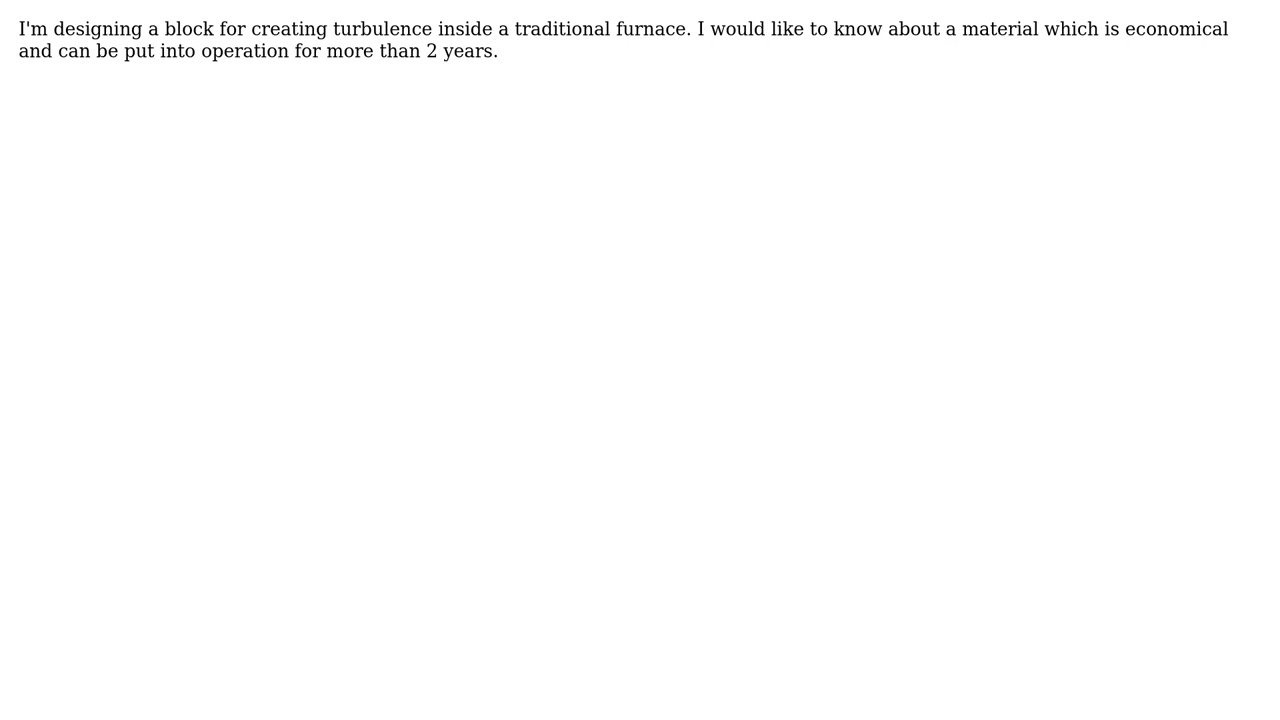 I'm designing a block for creating turbulence inside a traditional furnace. I would like to know about a material which is economical
and can be put into operation for more than 2 years.